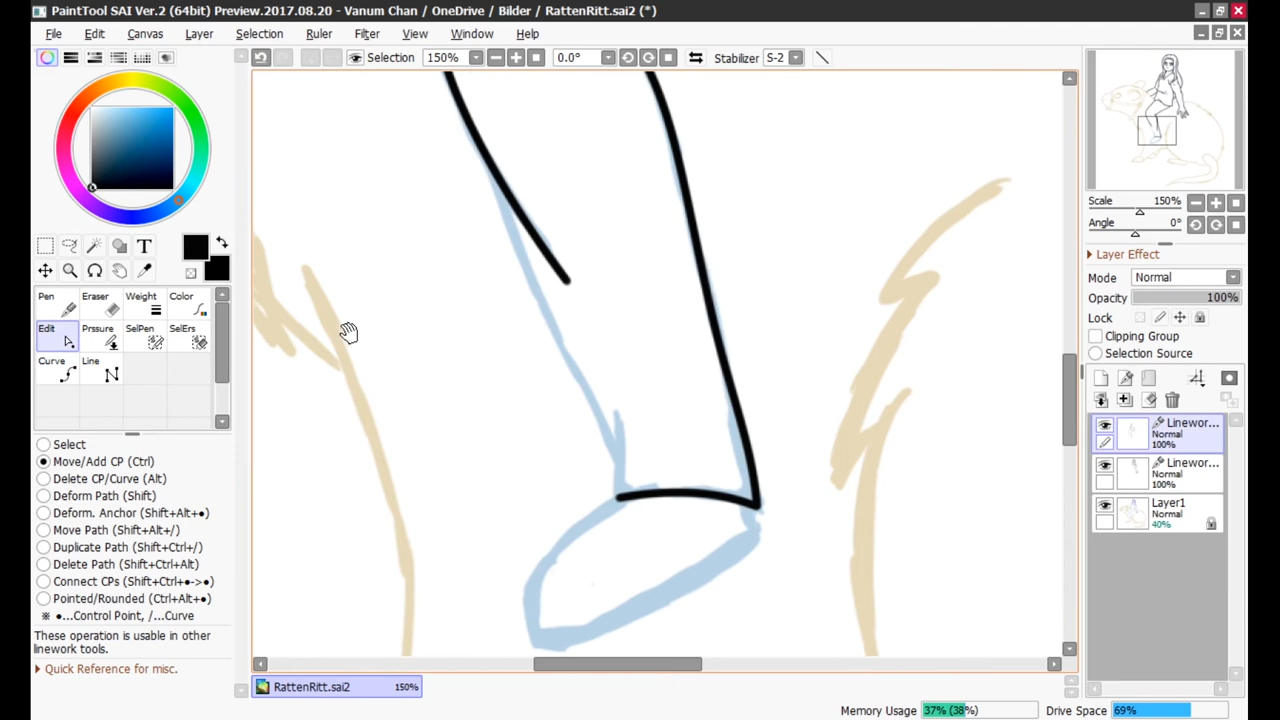 PaintTool SAI Ver.2 (64bit) Preview.2017.08.20 - Vanum Chan / OneDrive / Bilder / RattenRitt.sai2 (*)
File Edit Canvas Layer Selection Ruler Filter View Window Help
Selection 150% 0.0° Stabilizer S-2
T
Pen Eraser Weight Color
Edit Prssure SelPen SelErs
Curve Line
Select
Move/Add CP (Ctrl)
Delete CP/Curve (Alt)
Deform Path (Shift)
Deform. Anchor (Shift+Alt+●)
Move Path (Shift+Alt+/)
Duplicate Path (Shift+Ctrl+/)
Delete Path (Shift+Ctrl+Alt)
Connect CPs (Shift+Ctrl+●->●)
Pointed/Rounded (Ctrl+Alt+●)
※ ●...Control Point, /...Curve
These operation is usable in other
linework tools.
Quick Reference for misc.
Scale 150%
Angle 0°
Layer Effect
Mode Normal
Opacity 100%
Lock
Clipping Group
Selection Source
Linewor...
Normal
100%
Linewor...
Normal
100%
Layer1
Normal
40%
RattenRitt.sai2 150%
Memory Usage 37% (38%) Drive Space 69%